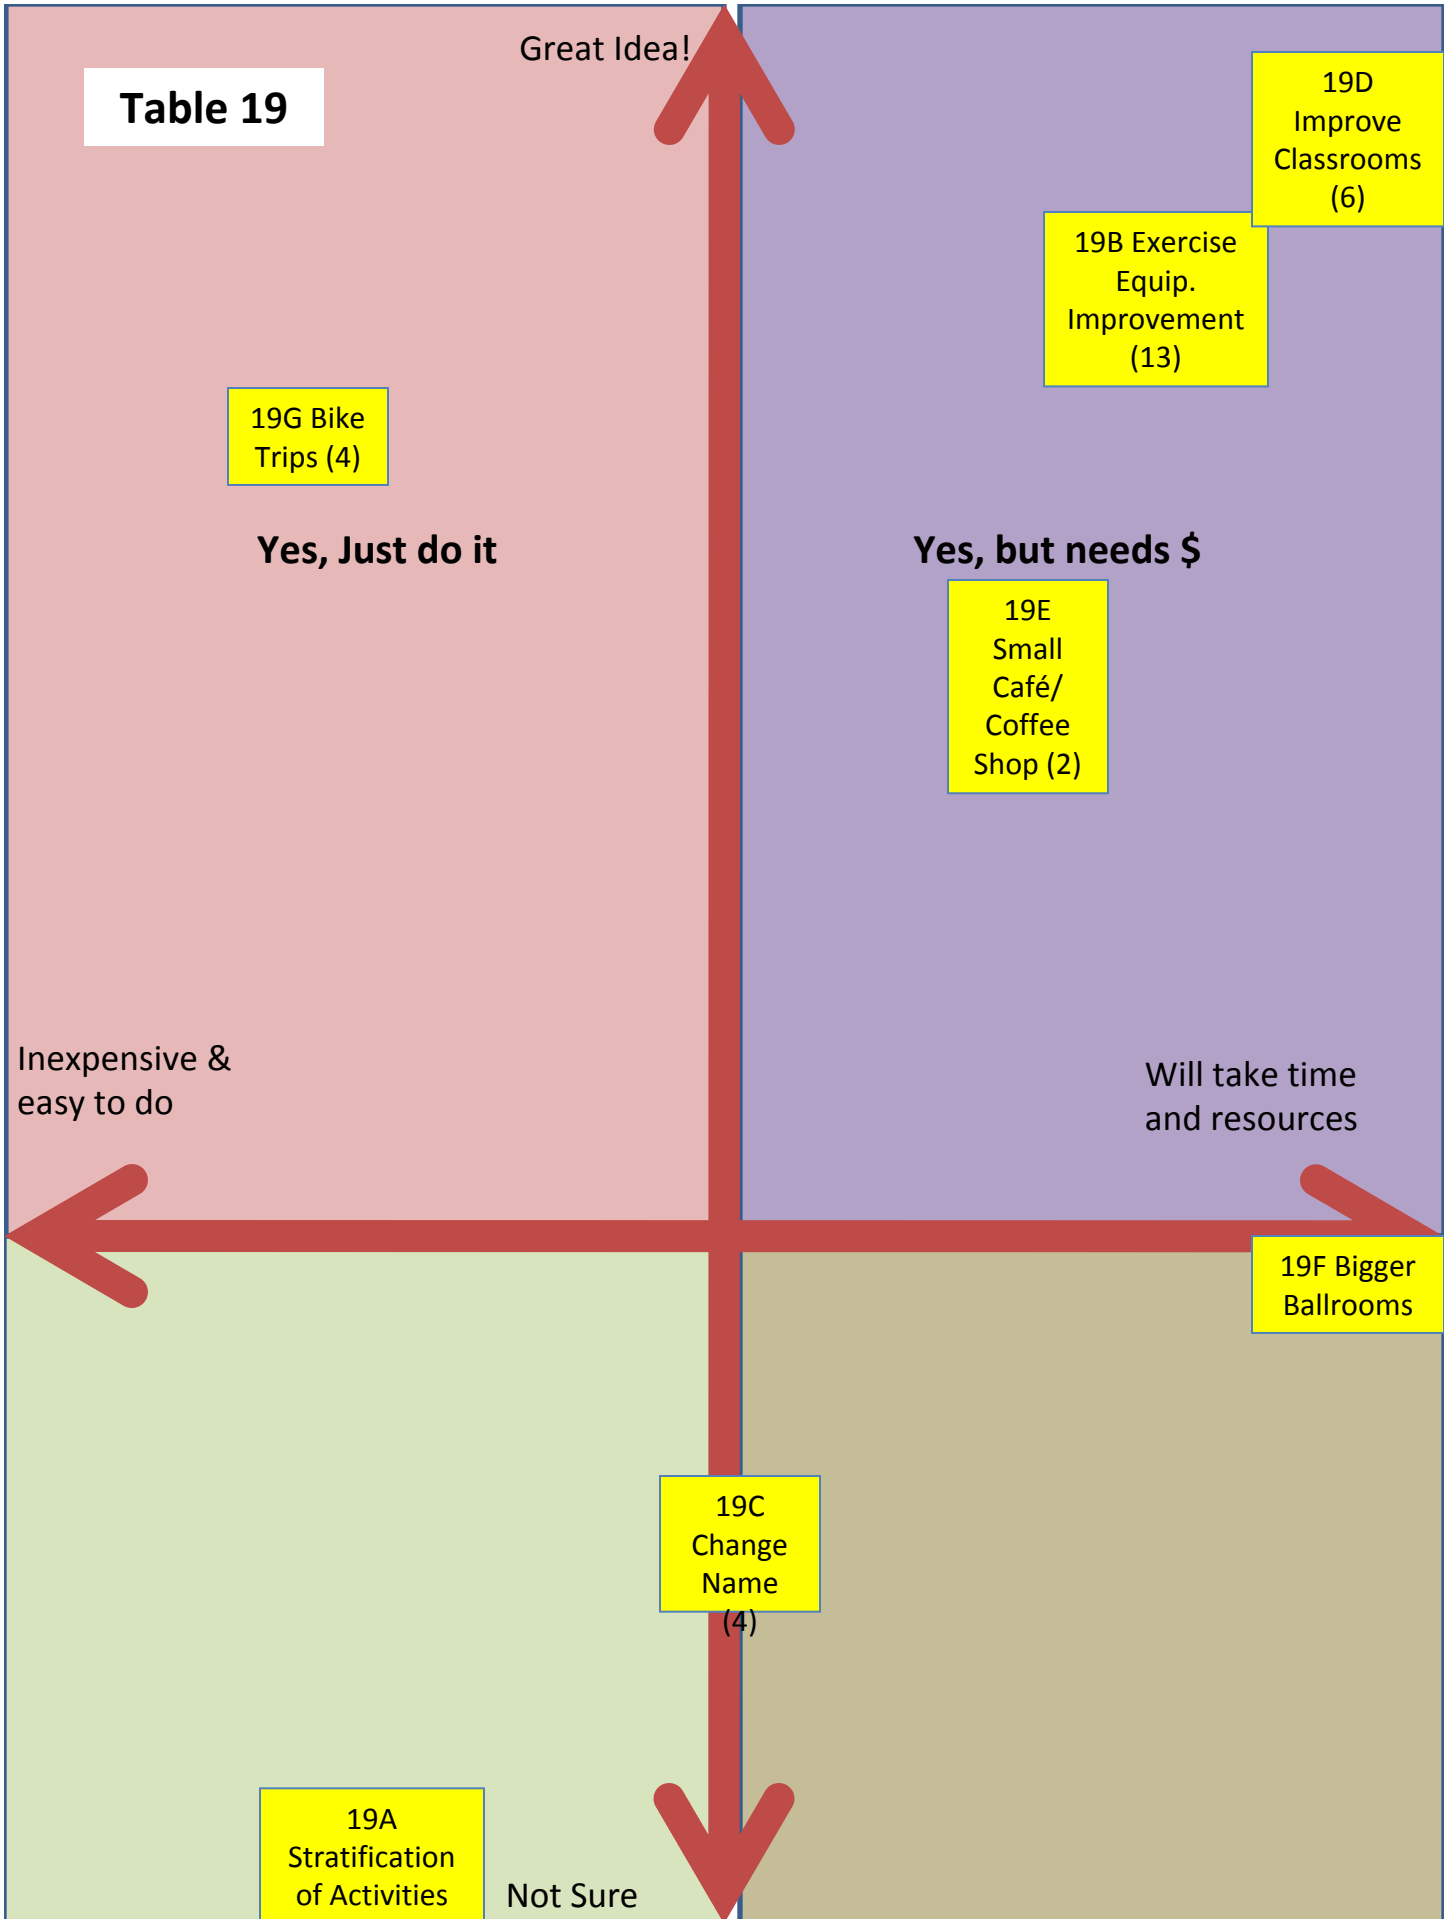 Great Idea!
Table 19
19D
Improve
Classrooms
(6)
19B Exercise
Equip.
Improvement
(13)
19G Bike
Trips (4)
Yes, Just do it
Yes, but needs $
19E
Small
Café/
Coffee
Shop (2)
Inexpensive &
easy to do
Will take time
and resources
19F Bigger
Ballrooms
19C
Change
Name
(4)
19A
Stratification
of Activities
Not Sure